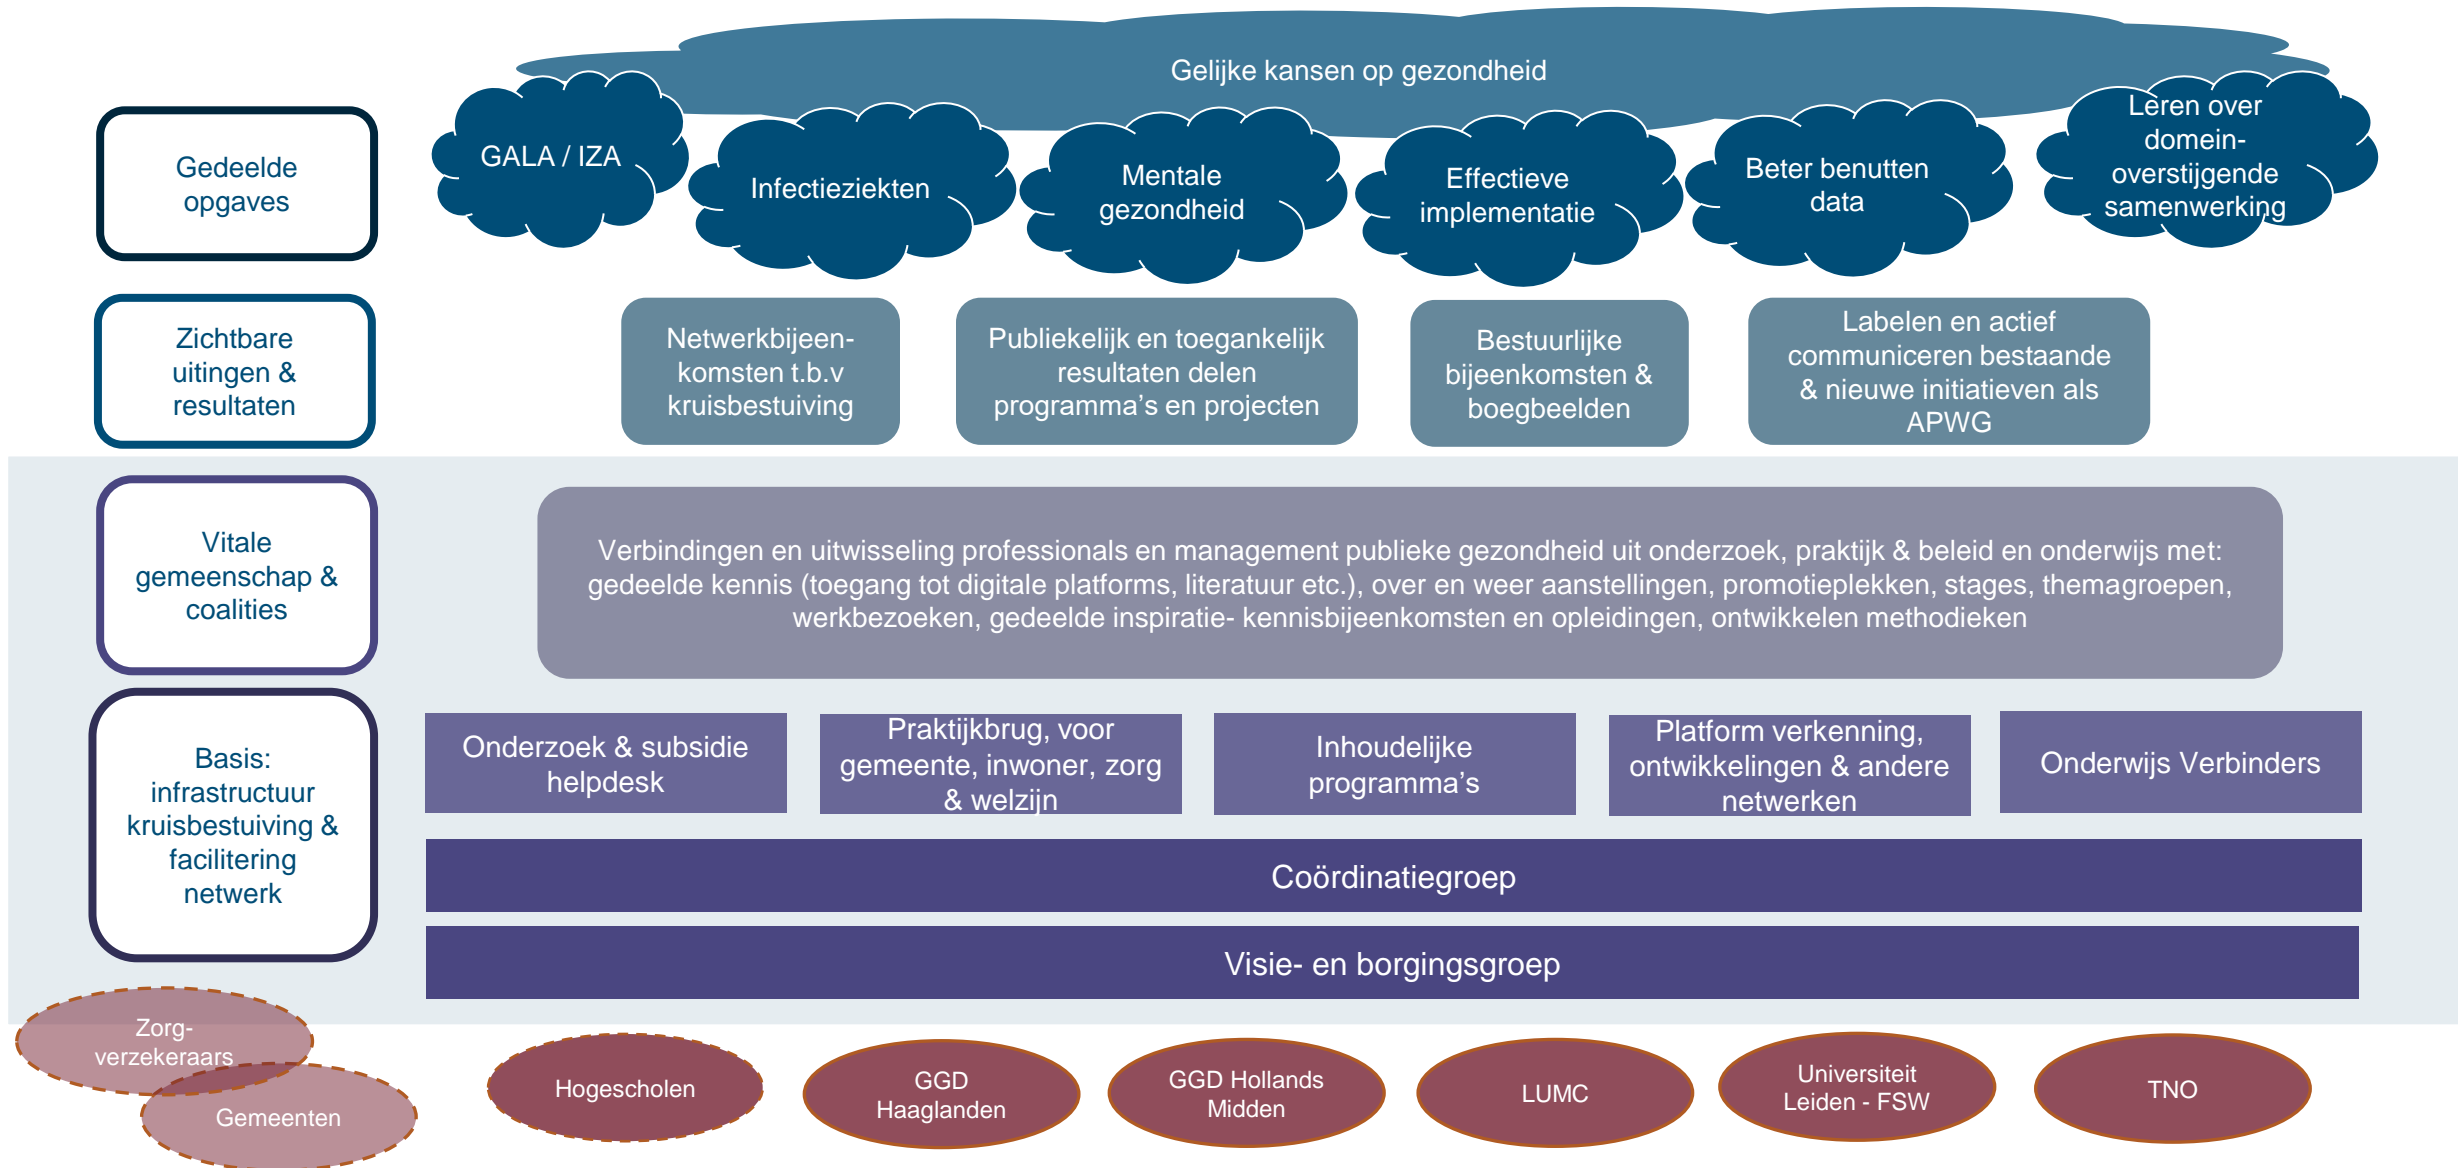 Gelijke kansen op gezondheid
Gedeelde
opgaves
GALA / IZA
Infectieziekten
Mentale
gezondheid
Effectieve
implementatie
Beter benutten
data
Leren over
domein-
overstijgende
samenwerking
Zichtbare
uitingen &
resultaten
Netwerkbijeen-
komsten t.b.v
kruisbestuiving
Publiekelijk en toegankelijk
resultaten delen
programma's en projecten
Bestuurlijke
bijeenkomsten &
boegbeelden
Labelen en actief
communiceren bestaande
& nieuwe initiatieven als
APWG
Vitale
gemeenschap &
coalities
Verbindingen en uitwisseling professionals en management publieke gezondheid uit onderzoek, praktijk & beleid en onderwijs met:
gedeelde kennis (toegang tot digitale platforms, literatuur etc.), over en weer aanstellingen, promotieplekken, stages, themagroepen,
werkbezoeken, gedeelde inspiratie- kennisbijeenkomsten en opleidingen, ontwikkelen methodieken
Basis:
infrastructuur
kruisbestuiving &
facilitering
netwerk
Onderzoek & subsidie
helpdesk
Praktijkbrug, voor
gemeente, inwoner, zorg
& welzijn
Inhoudelijke
programma's
Platform verkenning,
ontwikkelingen & andere
netwerken
Onderwijs Verbinders
Coördinatiegroep
Visie- en borgingsgroep
Zorg-
verzekeraars
Gemeenten
Hogescholen
GGD
Haaglanden
GGD Hollands
Midden
LUMC
Universiteit
Leiden - FSW
TNO